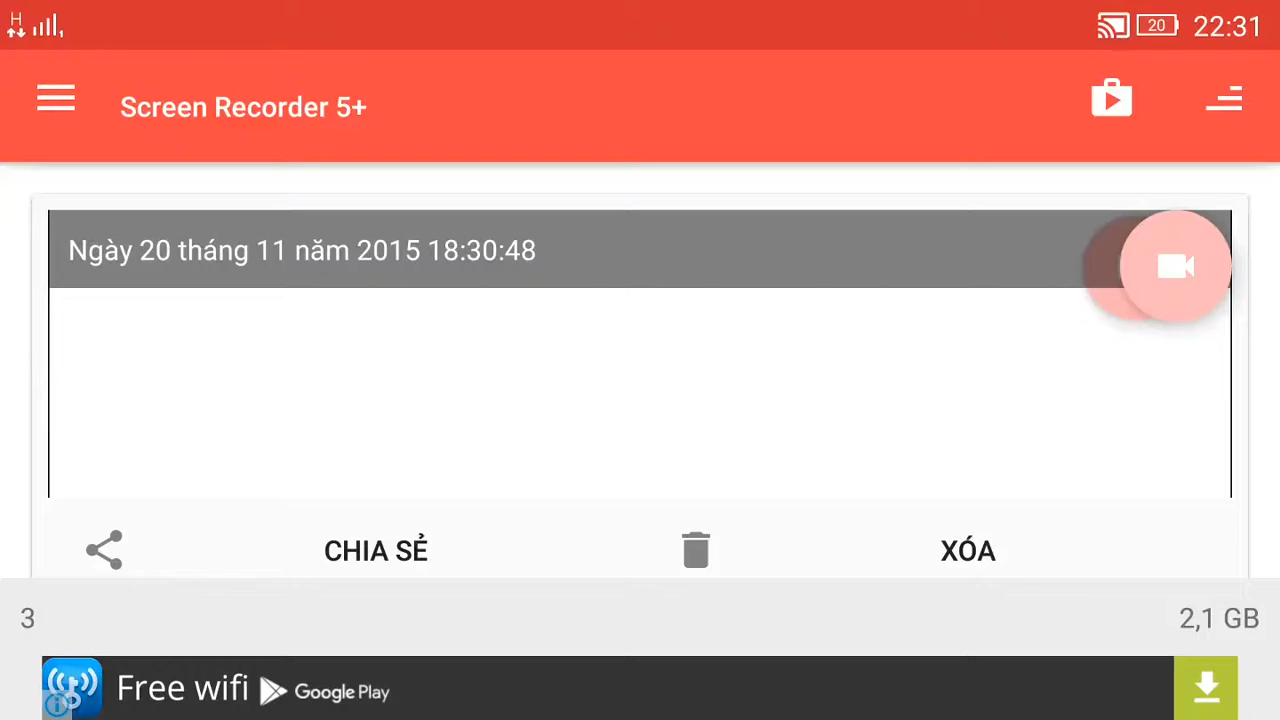 H
20 22:31
Screen Recorder 5+
Ngày 20 tháng 11 năm 2015 18:30:48
CHIA SẺ XÓA
3 2,1 GB
Free wifi Google Play